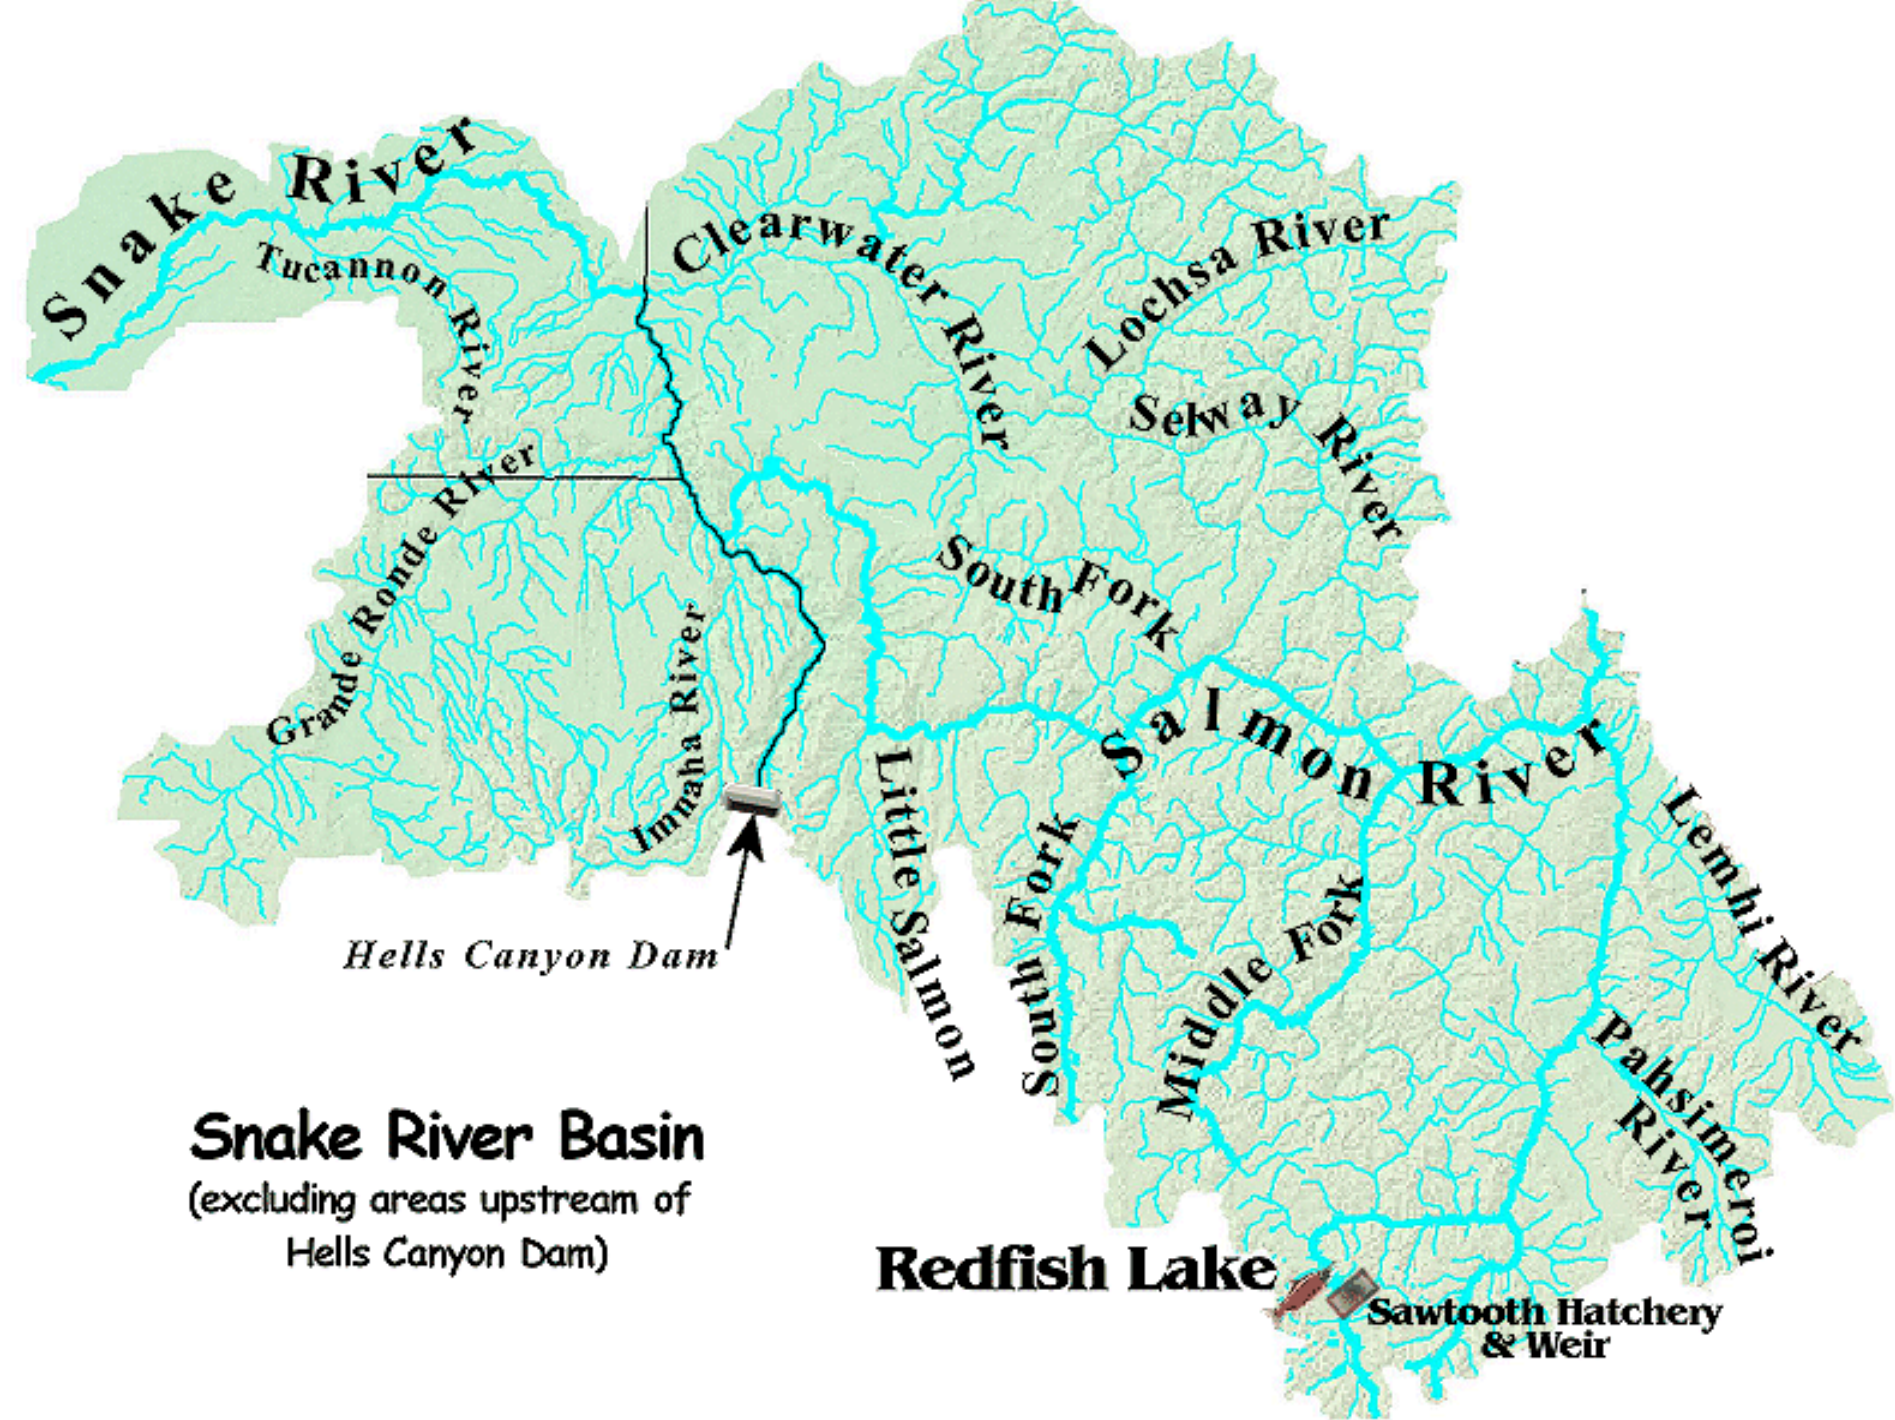 Snake River
Tucannon River
Clearwater River
Lochsa River
Selway River
Grande Ronde River
South Fork
Imnaha River
Salmon River
Little Salmon
South Fork
Middle Fork
Lemhi River
Pahsimeroi
River
Hells Canyon Dam
Snake River Basin
(excluding areas upstream of
Hells Canyon Dam)
Redfish Lake
Sawtooth Hatchery
& Weir